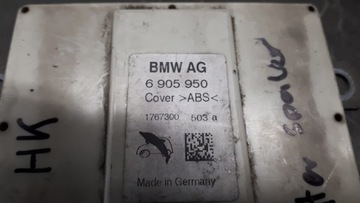 BMW AG
6 905 950
Cover >ABS<
1767300 503 a
Made in Germany
HK